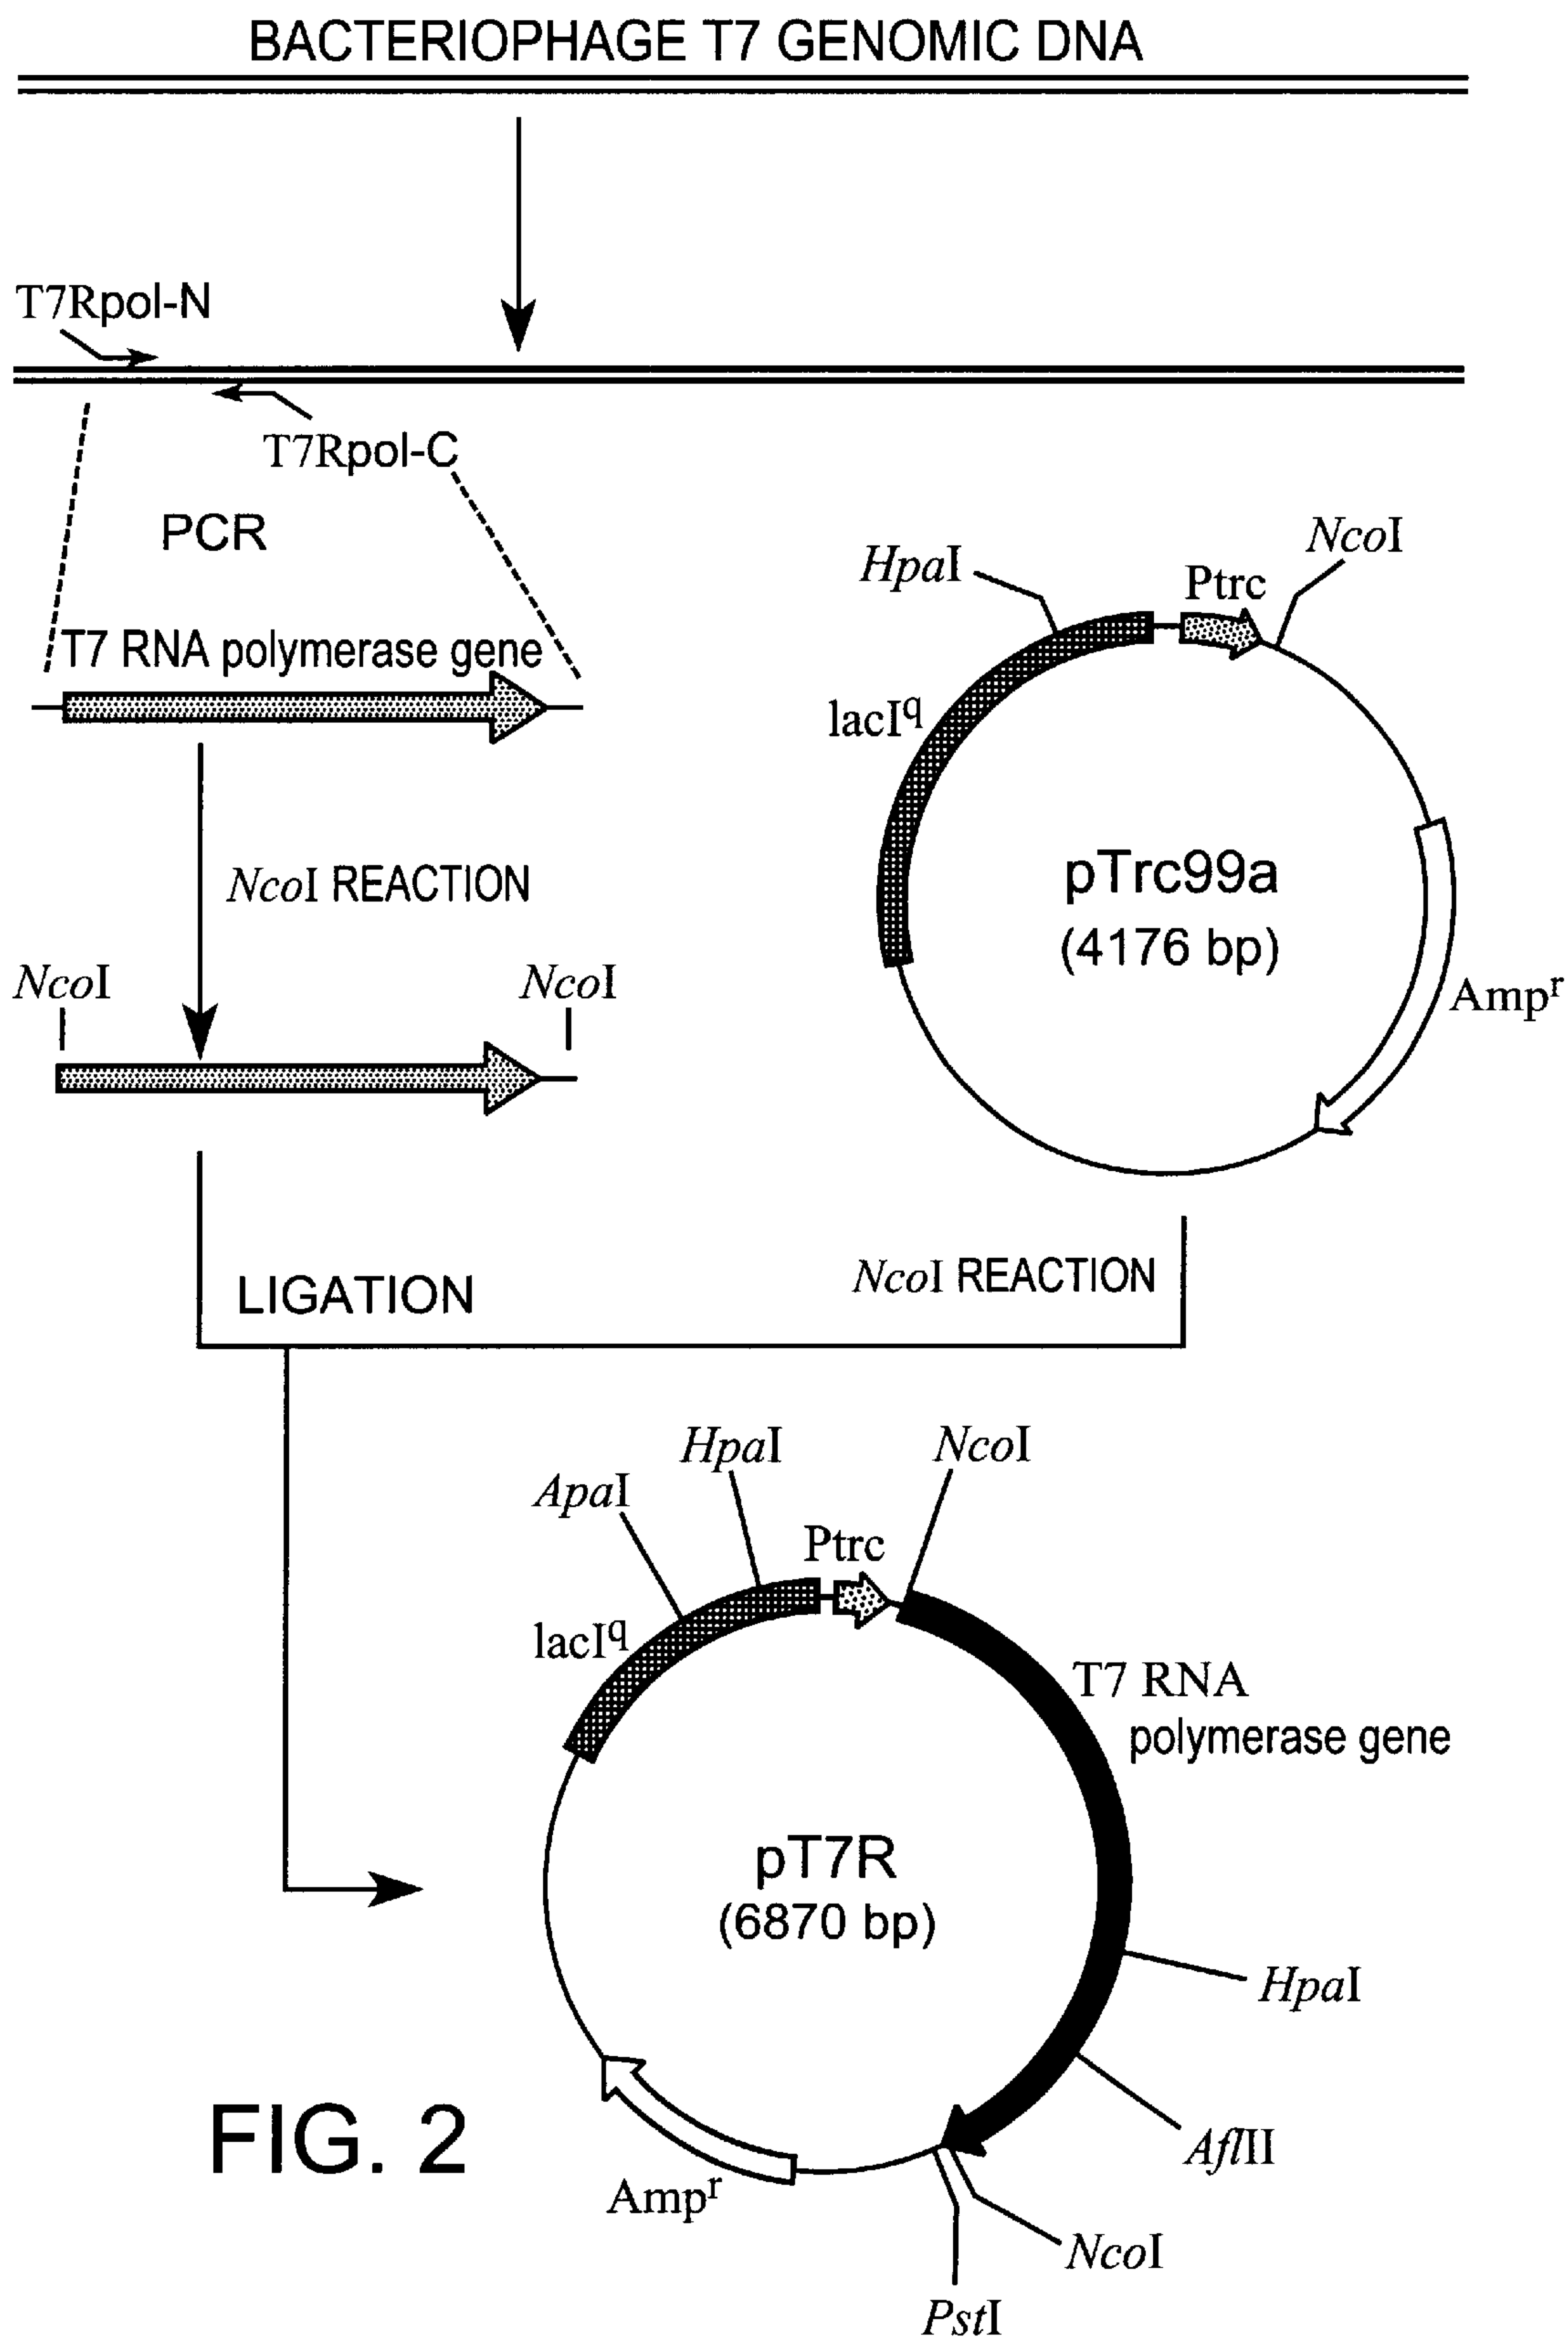 BACTERIOPHAGE T7 GENOMIC DNA
T7Rpol-N
T7Rpol-C
PCR
T7 RNA polymerase gene
NcoI REACTION
NcoI
NcoI
HpaI
Ptrc
NcoI
lacIq
pTrc99a
(4176 bp)
Ampr
LIGATION
NcoI REACTION
ApaI
HpaI
Ptrc
NcoI
lacIq
T7 RNA
polymerase gene
pT7R
(6870 bp)
HpaI
AflII
NcoI
PstI
Ampr
FIG. 2